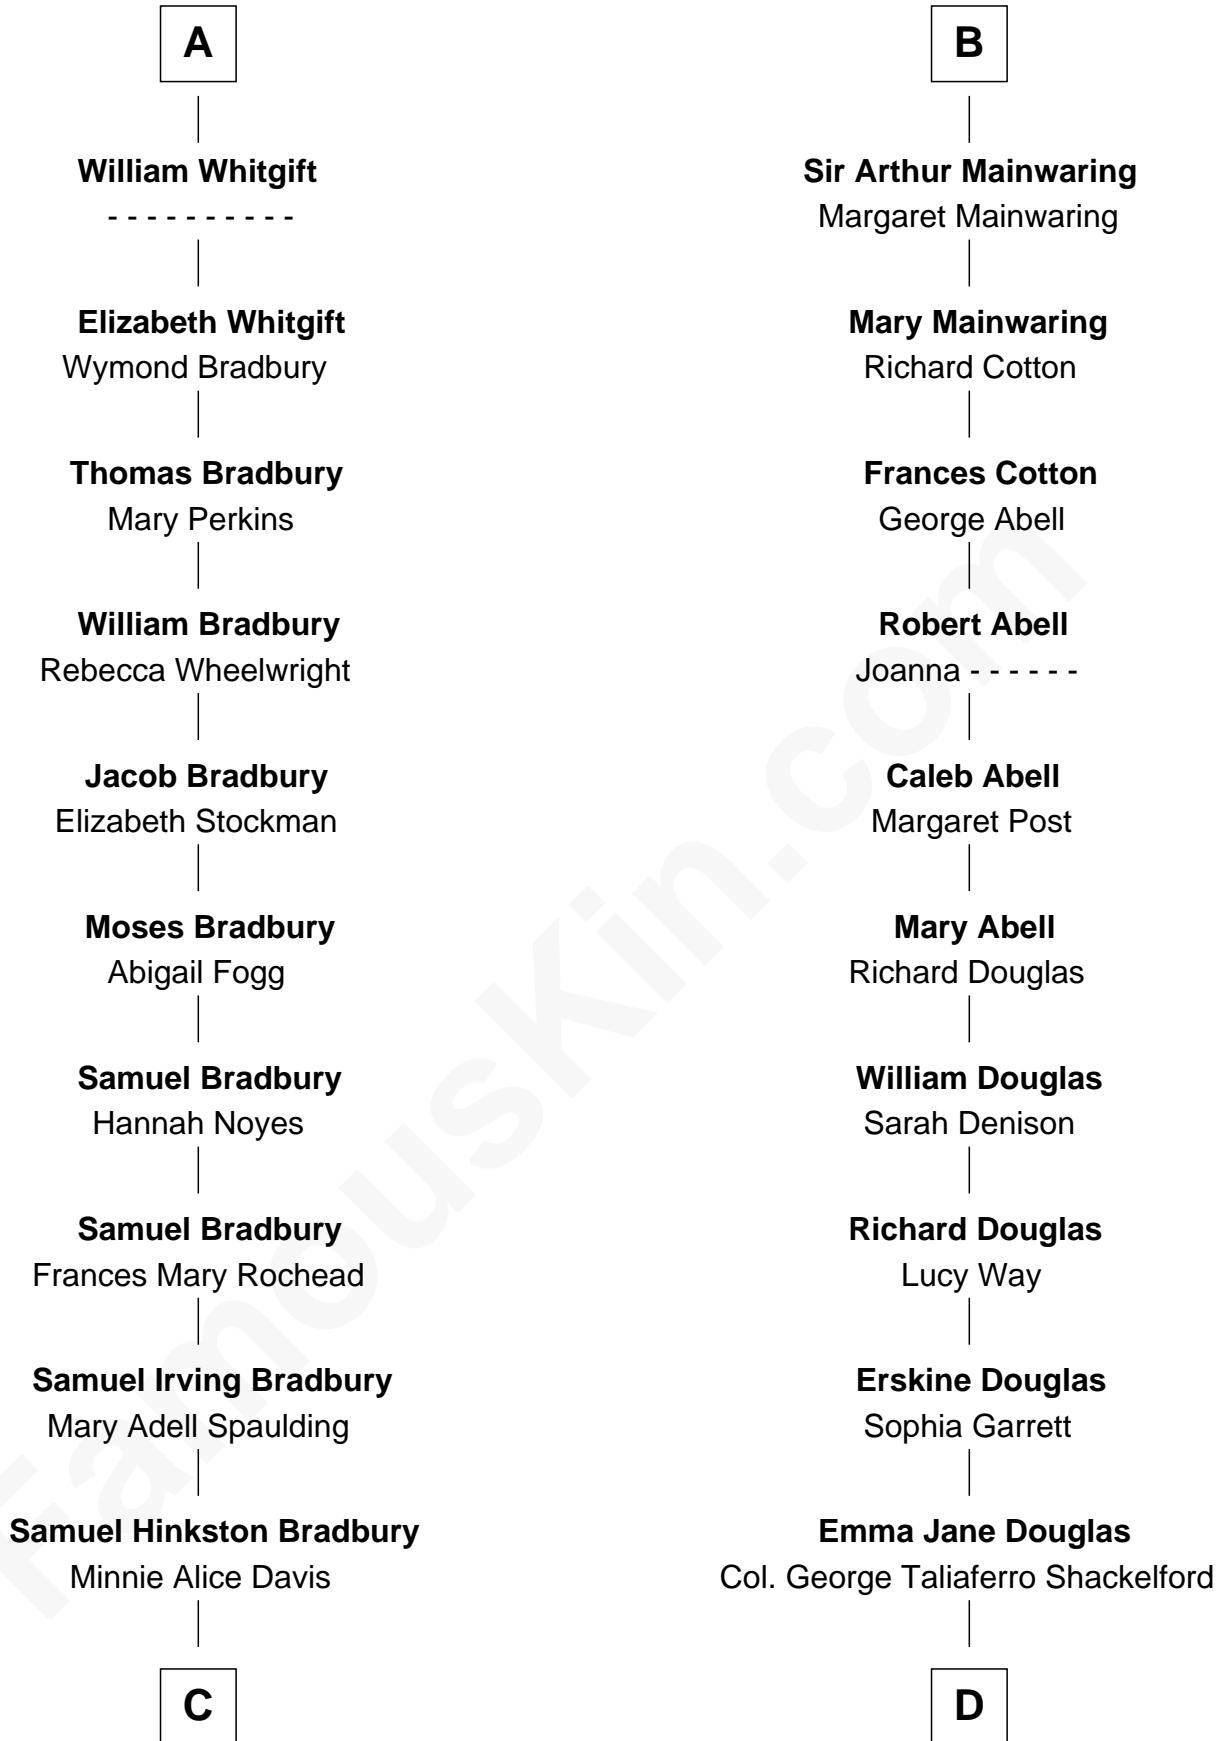 A
William Whitgift
- - - - - - - - - -
Elizabeth Whitgift
Wymond Bradbury
Thomas Bradbury
Mary Perkins
William Bradbury
Rebecca Wheelwright
Jacob Bradbury
Elizabeth Stockman
Moses Bradbury
Abigail Fogg
Samuel Bradbury
Hannah Noyes
Samuel Bradbury
Frances Mary Rochead
Samuel Irving Bradbury
Mary Adell Spaulding
Samuel Hinkston Bradbury
Minnie Alice Davis
C
B
Sir Arthur Mainwaring
Margaret Mainwaring
Mary Mainwaring
Richard Cotton
Frances Cotton
George Abell
Robert Abell
Joanna - - - - - -
Caleb Abell
Margaret Post
Mary Abell
Richard Douglas
William Douglas
Sarah Denison
Richard Douglas
Lucy Way
Erskine Douglas
Sophia Garrett
Emma Jane Douglas
Col. George Taliaferro Shackelford
D
FamousKin.com